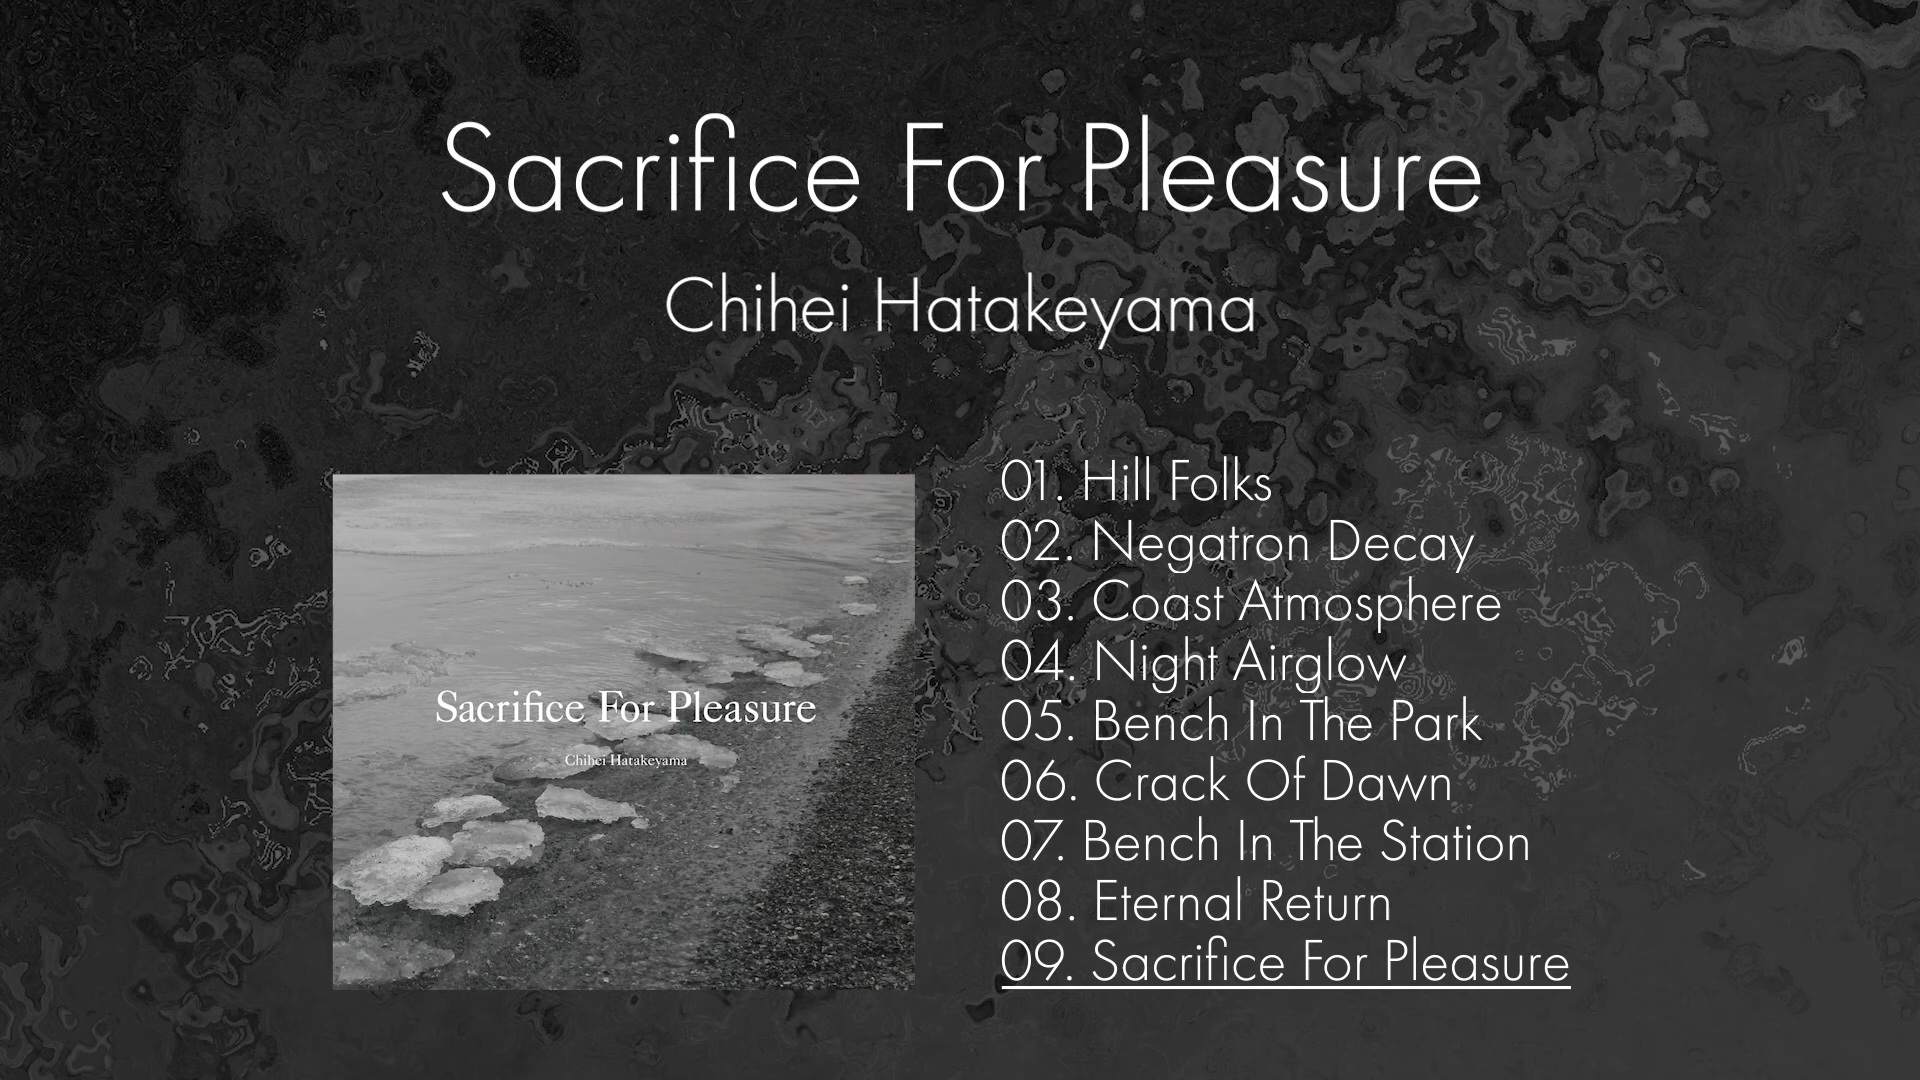 Sacrifice For Pleasure
Chihei Hatakeyama
Sacrifice For Pleasure
Chihei Hatakeyama
01. Hill Folks
02. Negatron Decay
03. Coast Atmosphere
04. Night Airglow
05. Bench In The Park
06. Crack Of Dawn
07. Bench In The Station
08. Eternal Return
09. Sacrifice For Pleasure